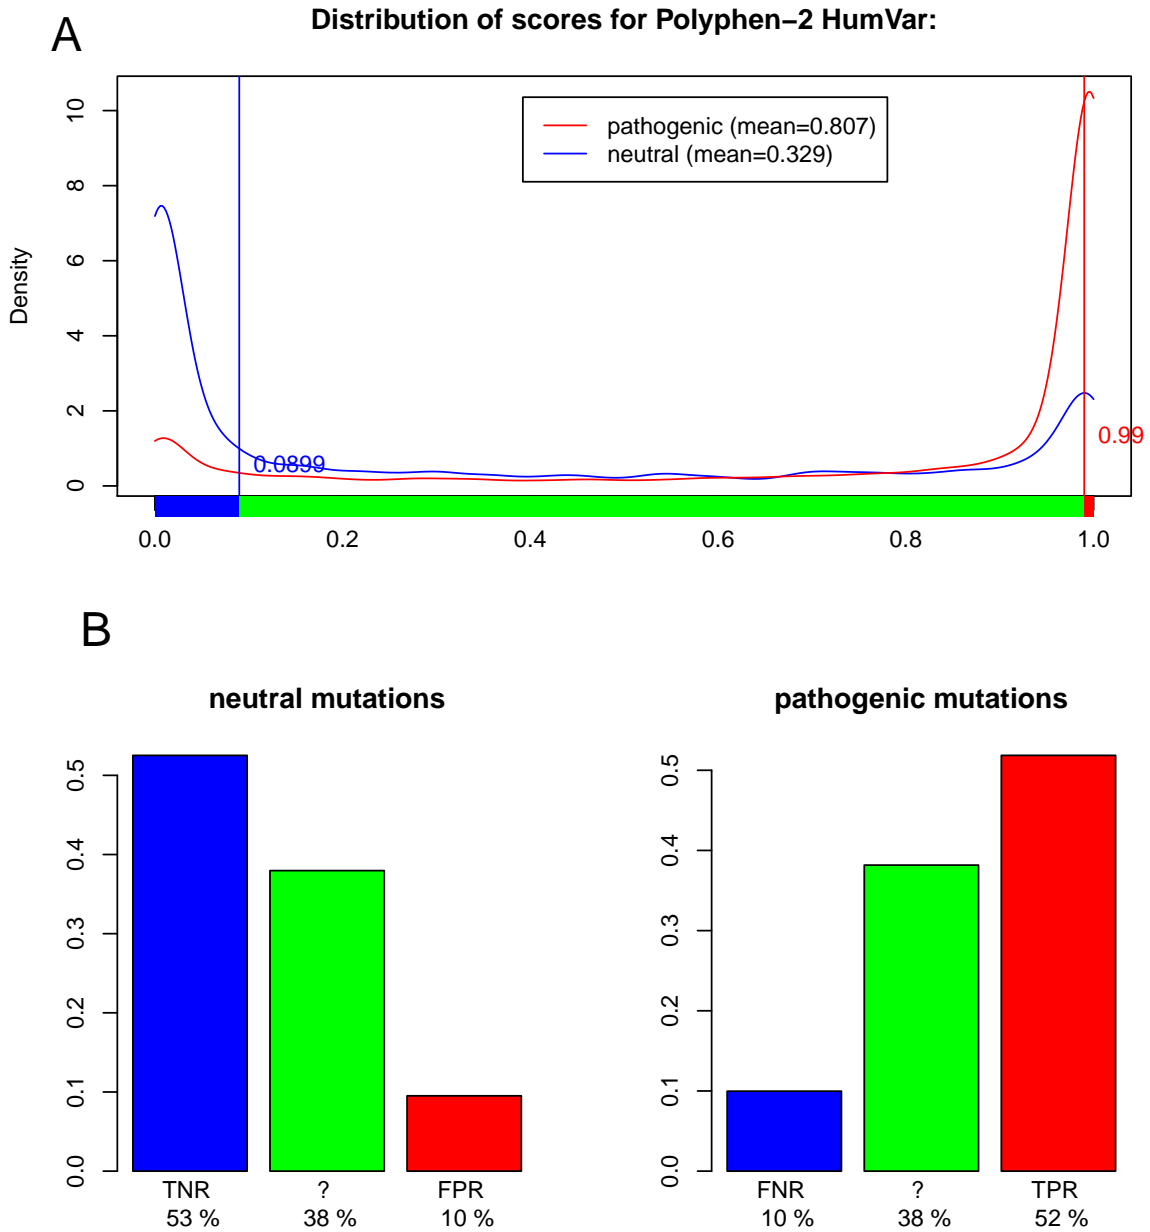 A
Distribution of scores for Polyphen−2 HumVar:
Density
0
2
4
6
8
10
pathogenic (mean=0.807)
neutral (mean=0.329)
0.0899
0.99
0.0 0.2 0.4 0.6 0.8 1.0
B
neutral mutations
0.0 0.1 0.2 0.3 0.4 0.5
TNR ? FPR
53 % 38 % 10 %
pathogenic mutations
0.0 0.1 0.2 0.3 0.4 0.5
FNR ? TPR
10 % 38 % 52 %